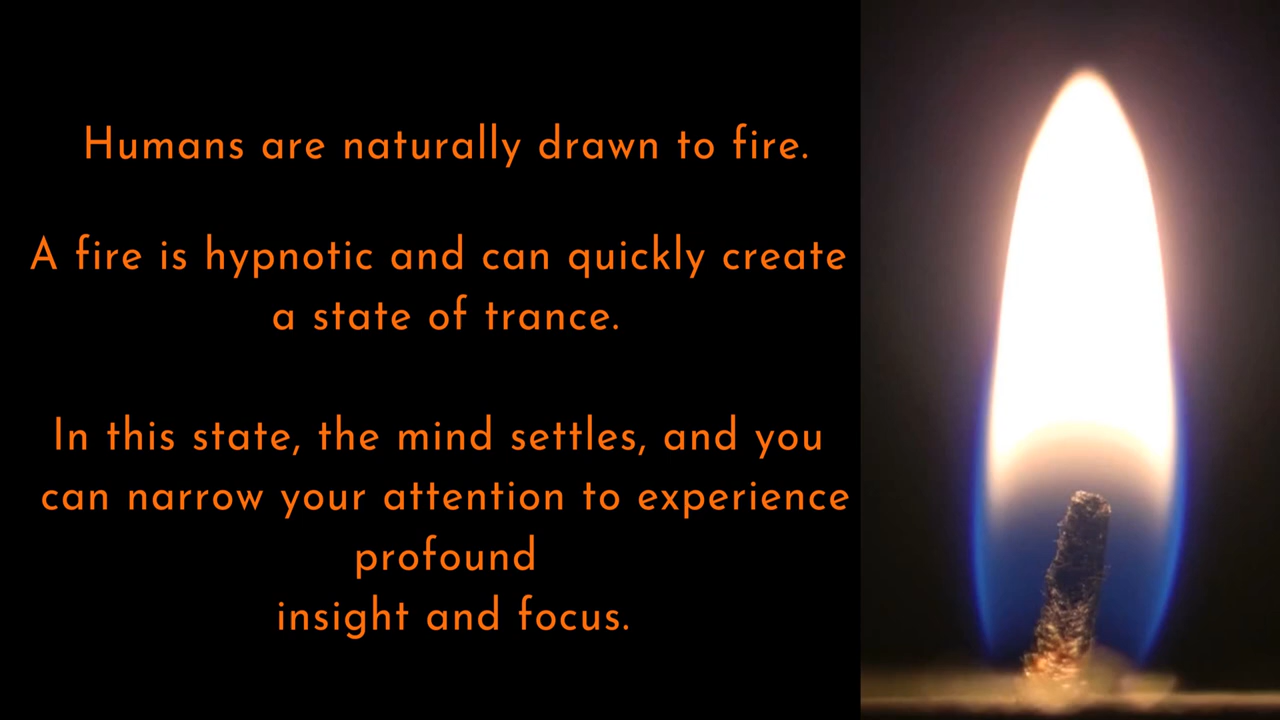 Humans are naturally drawn to fire.
A fire is hypnotic and can quickly create
a state of trance.
In this state, the mind settles, and you
can narrow your attention to experience
profound
insight and focus.